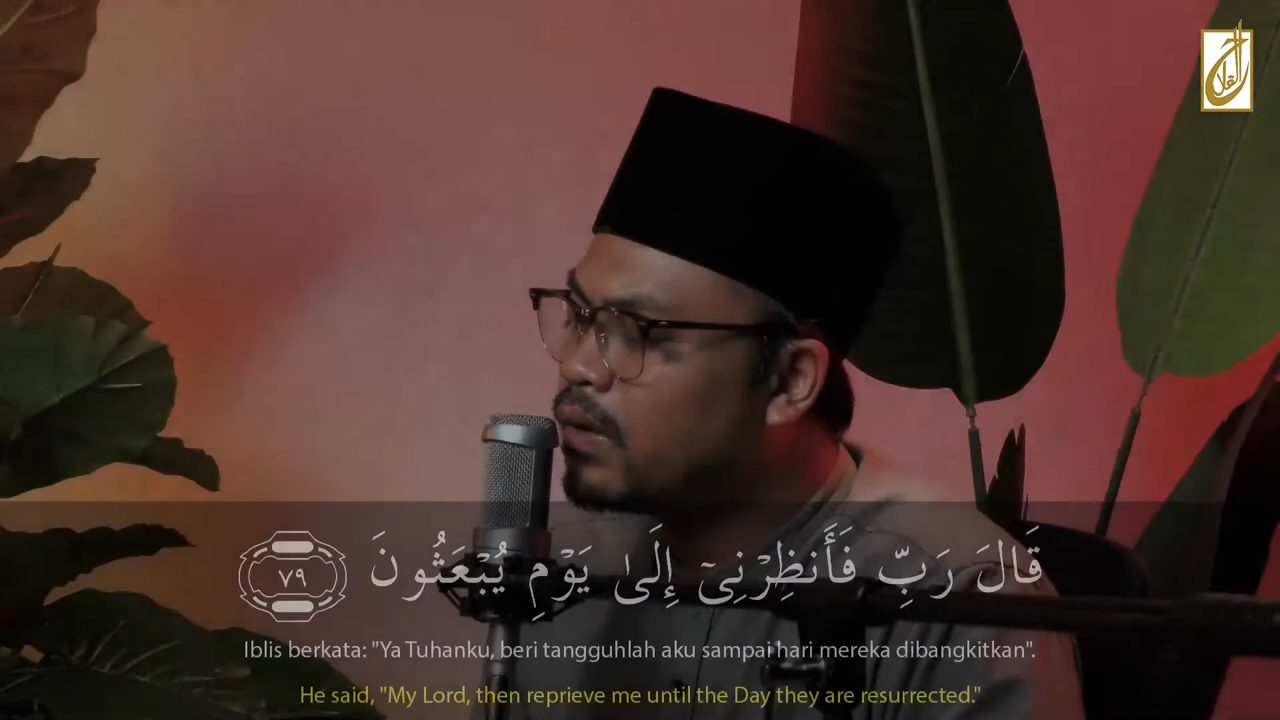 قَالَ رَبِّ فَأَنظِرْنِىٓ إِلَىٰ يَوْمِ يُبْعَثُونَ ٧٩
Iblis berkata: "Ya Tuhanku, beri tangguhlah aku sampai hari mereka dibangkitkan".
He said, "My Lord, then reprieve me until the Day they are resurrected."